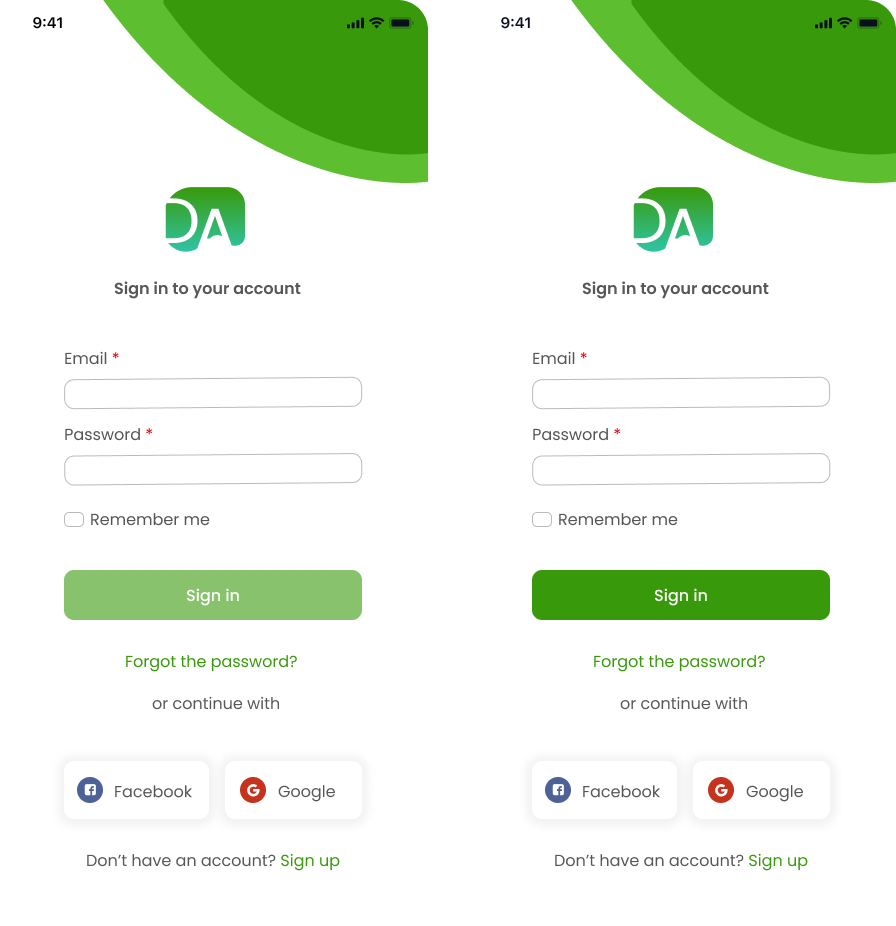 9:41
DA
Sign in to your account
Email *
Password *
Remember me
Sign in
Forgot the password?
or continue with
Facebook
Google
Don’t have an account? Sign up
9:41
DA
Sign in to your account
Email *
Password *
Remember me
Sign in
Forgot the password?
or continue with
Facebook
Google
Don’t have an account? Sign up